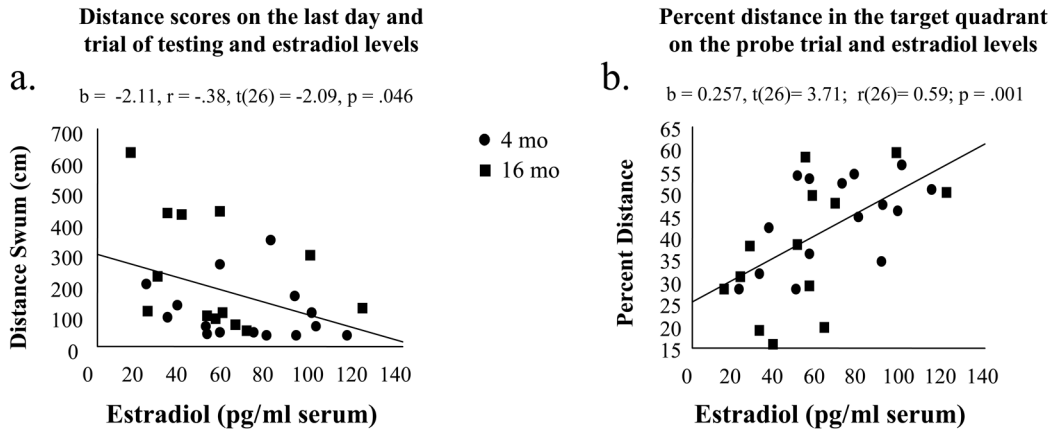 Distance scores on the last day and
trial of testing and estradiol levels
a.
b = -2.11, r = -.38, t(26) = -2.09, p = .046
700
600
500
400
300
200
100
0
Distance Swum (cm)
0 20 40 60 80 100 120 140
Estradiol (pg/ml serum)
4 mo
16 mo
Percent distance in the target quadrant
on the probe trial and estradiol levels
b.
b = 0.257, t(26)= 3.71; r(26)= 0.59; p = .001
65
60
55
50
45
40
35
30
25
20
15
Percent Distance
0 20 40 60 80 100 120 140
Estradiol (pg/ml serum)